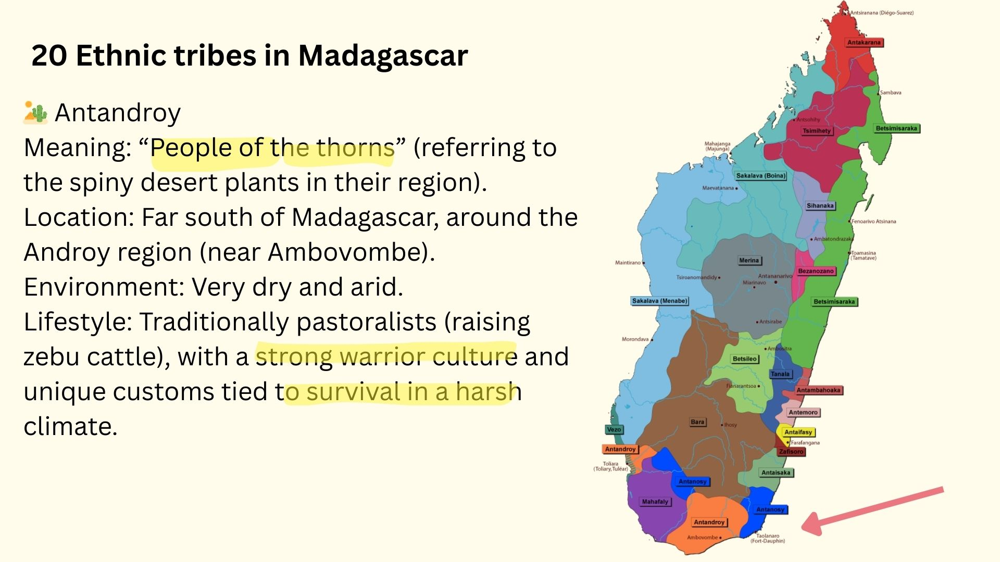 20 Ethnic tribes in Madagascar
Antandroy
Meaning: “People of the thorns” (referring to
the spiny desert plants in their region).
Location: Far south of Madagascar, around the
Androy region (near Ambovombe).
Environment: Very dry and arid.
Lifestyle: Traditionally pastoralists (raising
zebu cattle), with a strong warrior culture and
unique customs tied to survival in a harsh
climate.
Antsiranana (Diégo-Suarez)
Antakarana
Sambava
Antsohihy
Tsimihety
Betsimisaraka
Mahajanga
(Majunga)
Sakalava (Boina)
Maevatanana
Sihanaka
Fenoarivo Atsinana
Ambatondrazaka
Toamasina
(Tamatave)
Merina
Maintirano
Bezanozano
Tsiroanomandidy
Antananarivo
Miarinavo
Sakalava (Menabe)
Betsimisaraka
Antsirabe
Morondava
Ambositra
Betsileo
Tanala
Fianarantsoa
Antambahoaka
Antemoro
Bara
Ihosy
Vezo
Antaifasy
Farafangana
Antandroy
Zafisoro
Toliara
(Toliary,Tuléar)
Antaisaka
Antanosy
Mahafaly
Antanosy
Antandroy
Ambovombe
Taolanaro
(Fort-Dauphin)